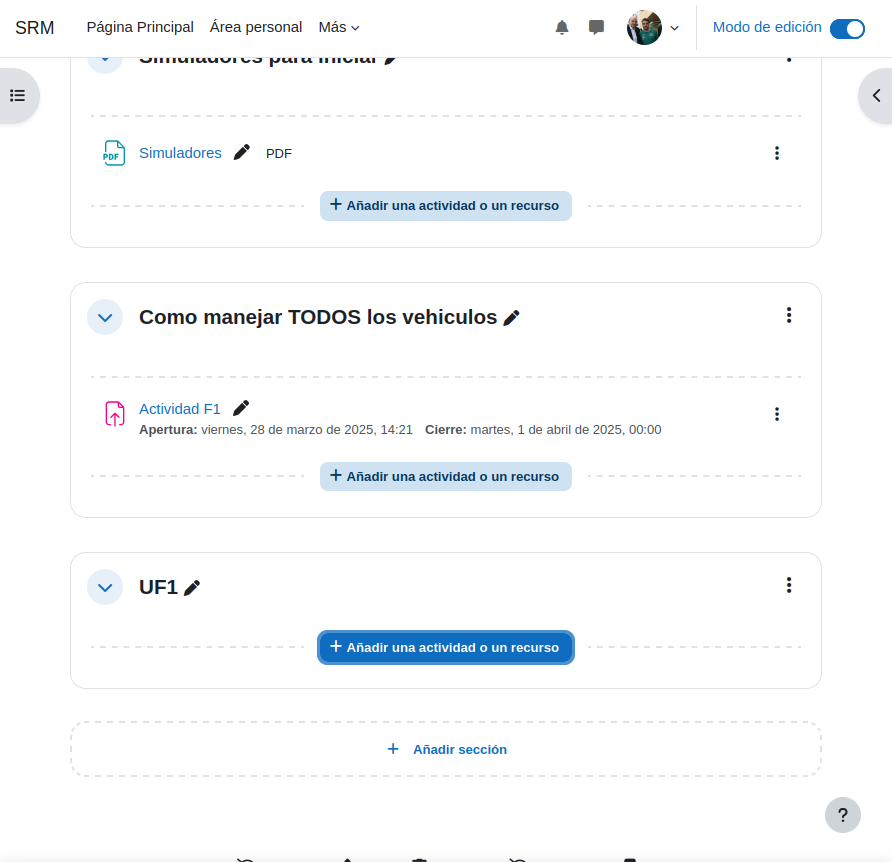 SRM Página Principal Área personal Más Modo de edición
Simuladores para inicial
PDF Simuladores PDF
+ Añadir una actividad o un recurso
Como manejar TODOS los vehiculos
Actividad F1
Apertura: viernes, 28 de marzo de 2025, 14:21 Cierre: martes, 1 de abril de 2025, 00:00
+ Añadir una actividad o un recurso
UF1
+ Añadir una actividad o un recurso
+ Añadir sección
?